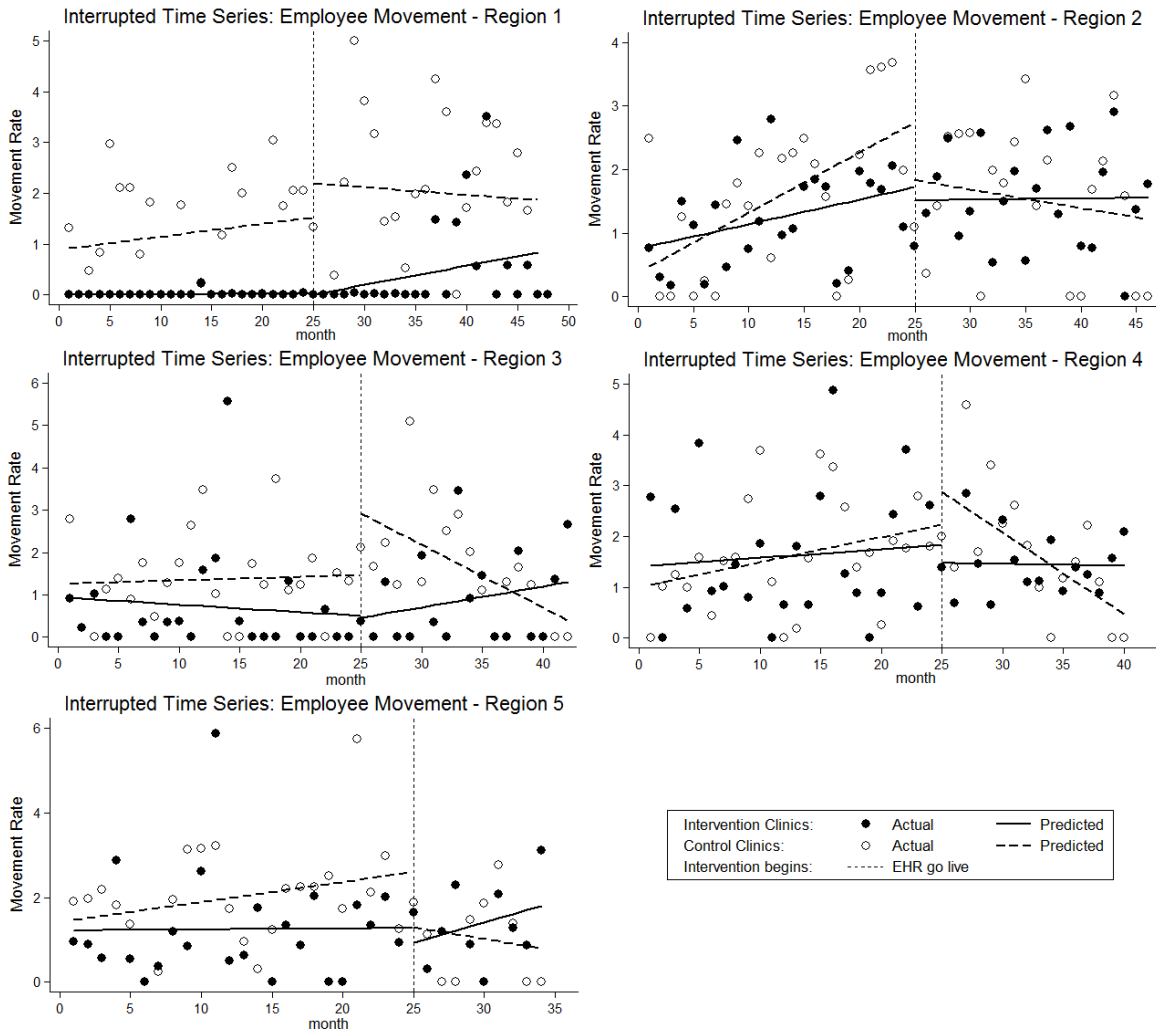 Interrupted Time Series: Employee Movement - Region 1
Movement Rate
5
4
3
2
1
0
0 5 10 15 20 25 30 35 40 45 50
month
Interrupted Time Series: Employee Movement - Region 2
Movement Rate
4
3
2
1
0
0 5 10 15 20 25 30 35 40 45
month
Interrupted Time Series: Employee Movement - Region 3
Movement Rate
6
5
4
3
2
1
0
0 5 10 15 20 25 30 35 40
month
Interrupted Time Series: Employee Movement - Region 4
Movement Rate
5
4
3
2
1
0
0 5 10 15 20 25 30 35 40
month
Interrupted Time Series: Employee Movement - Region 5
Movement Rate
6
4
2
0
0 5 10 15 20 25 30 35
month
Intervention Clinics: Actual Predicted
Control Clinics: Actual Predicted
Intervention begins: EHR go live